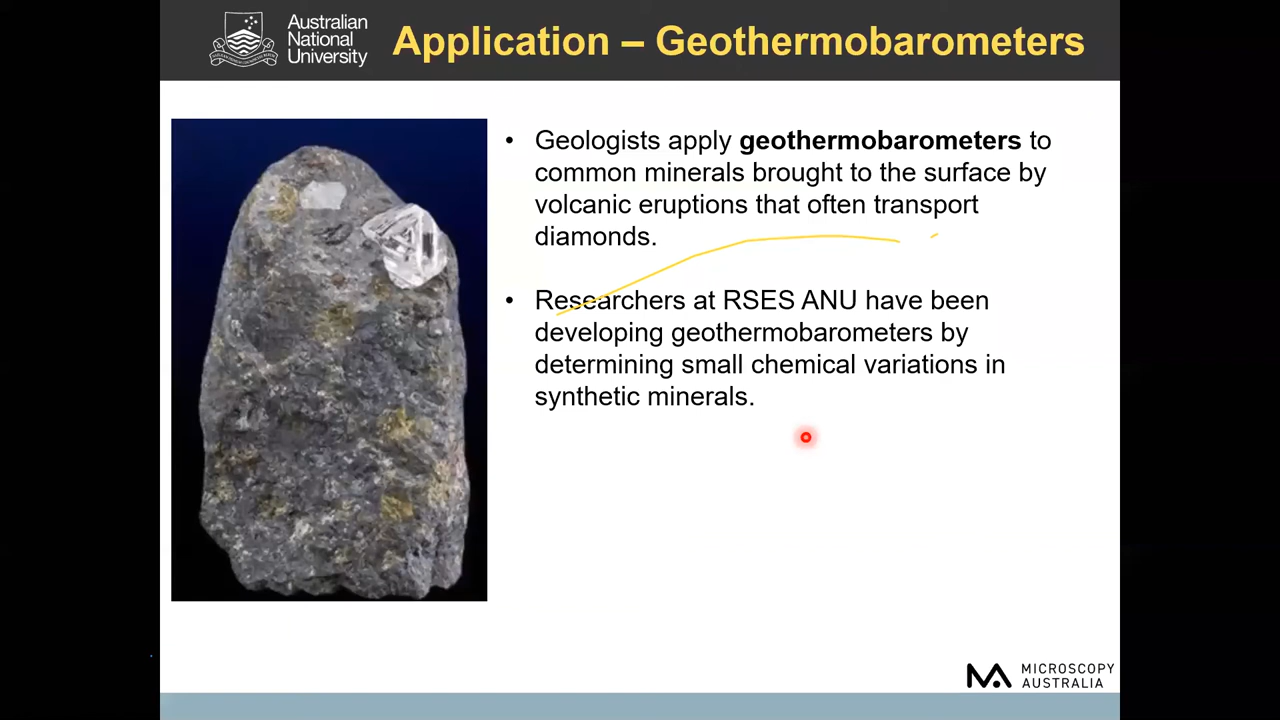 Australian
National
University
Application – Geothermobarometers
• Geologists apply geothermobarometers to
common minerals brought to the surface by
volcanic eruptions that often transport
diamonds.
• Researchers at RSES ANU have been
developing geothermobarometers by
determining small chemical variations in
synthetic minerals.
MICROSCOPY
AUSTRALIA